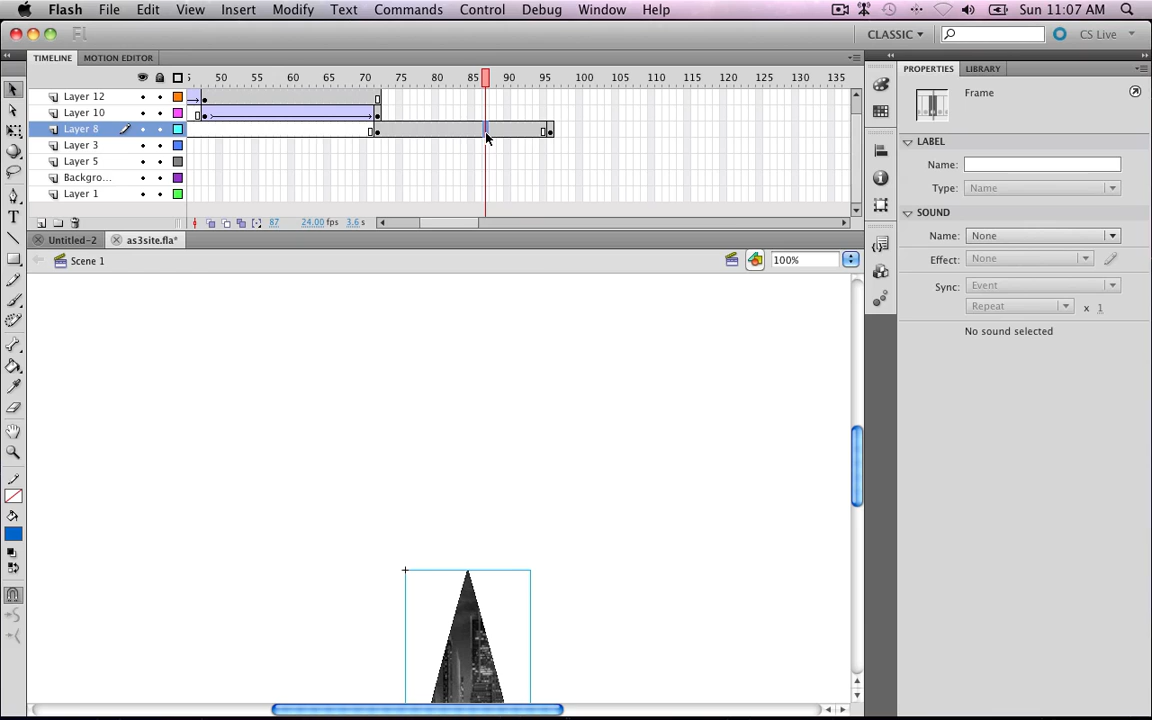 Flash File Edit View Insert Modify Text Commands Control Debug Window Help Sun 11:07 AM
Fl CLASSIC CS Live
TIMELINE MOTION EDITOR
PROPERTIES LIBRARY
5 50 55 60 65 70 75 80 85 90 95 100 105 110 115 120 125 130 135
Layer 12
Layer 10
Layer 8
Layer 3
Layer 5
Backgro...
Layer 1
87 24.00 fps 3.6 s
Untitled-2 as3site.fla*
Scene 1 100%
Frame
LABEL
Name:
Type: Name
SOUND
Name: None
Effect: None
Sync: Event
Repeat x 1
No sound selected